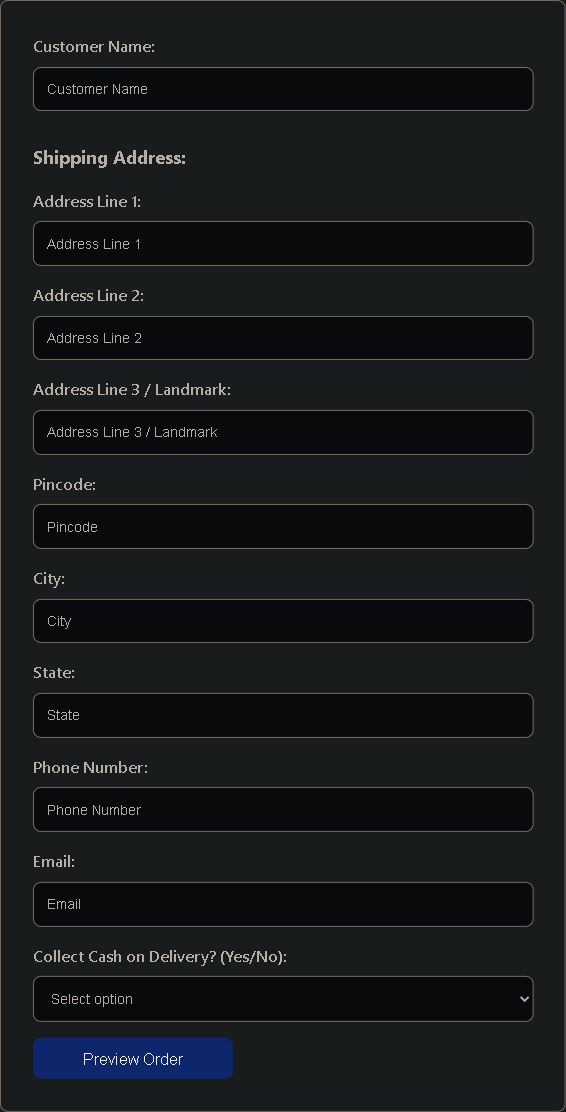 Customer Name:
Customer Name
Shipping Address:
Address Line 1:
Address Line 1
Address Line 2:
Address Line 2
Address Line 3 / Landmark:
Address Line 3 / Landmark
Pincode:
Pincode
City:
City
State:
State
Phone Number:
Phone Number
Email:
Email
Collect Cash on Delivery? (Yes/No):
Select option
Preview Order